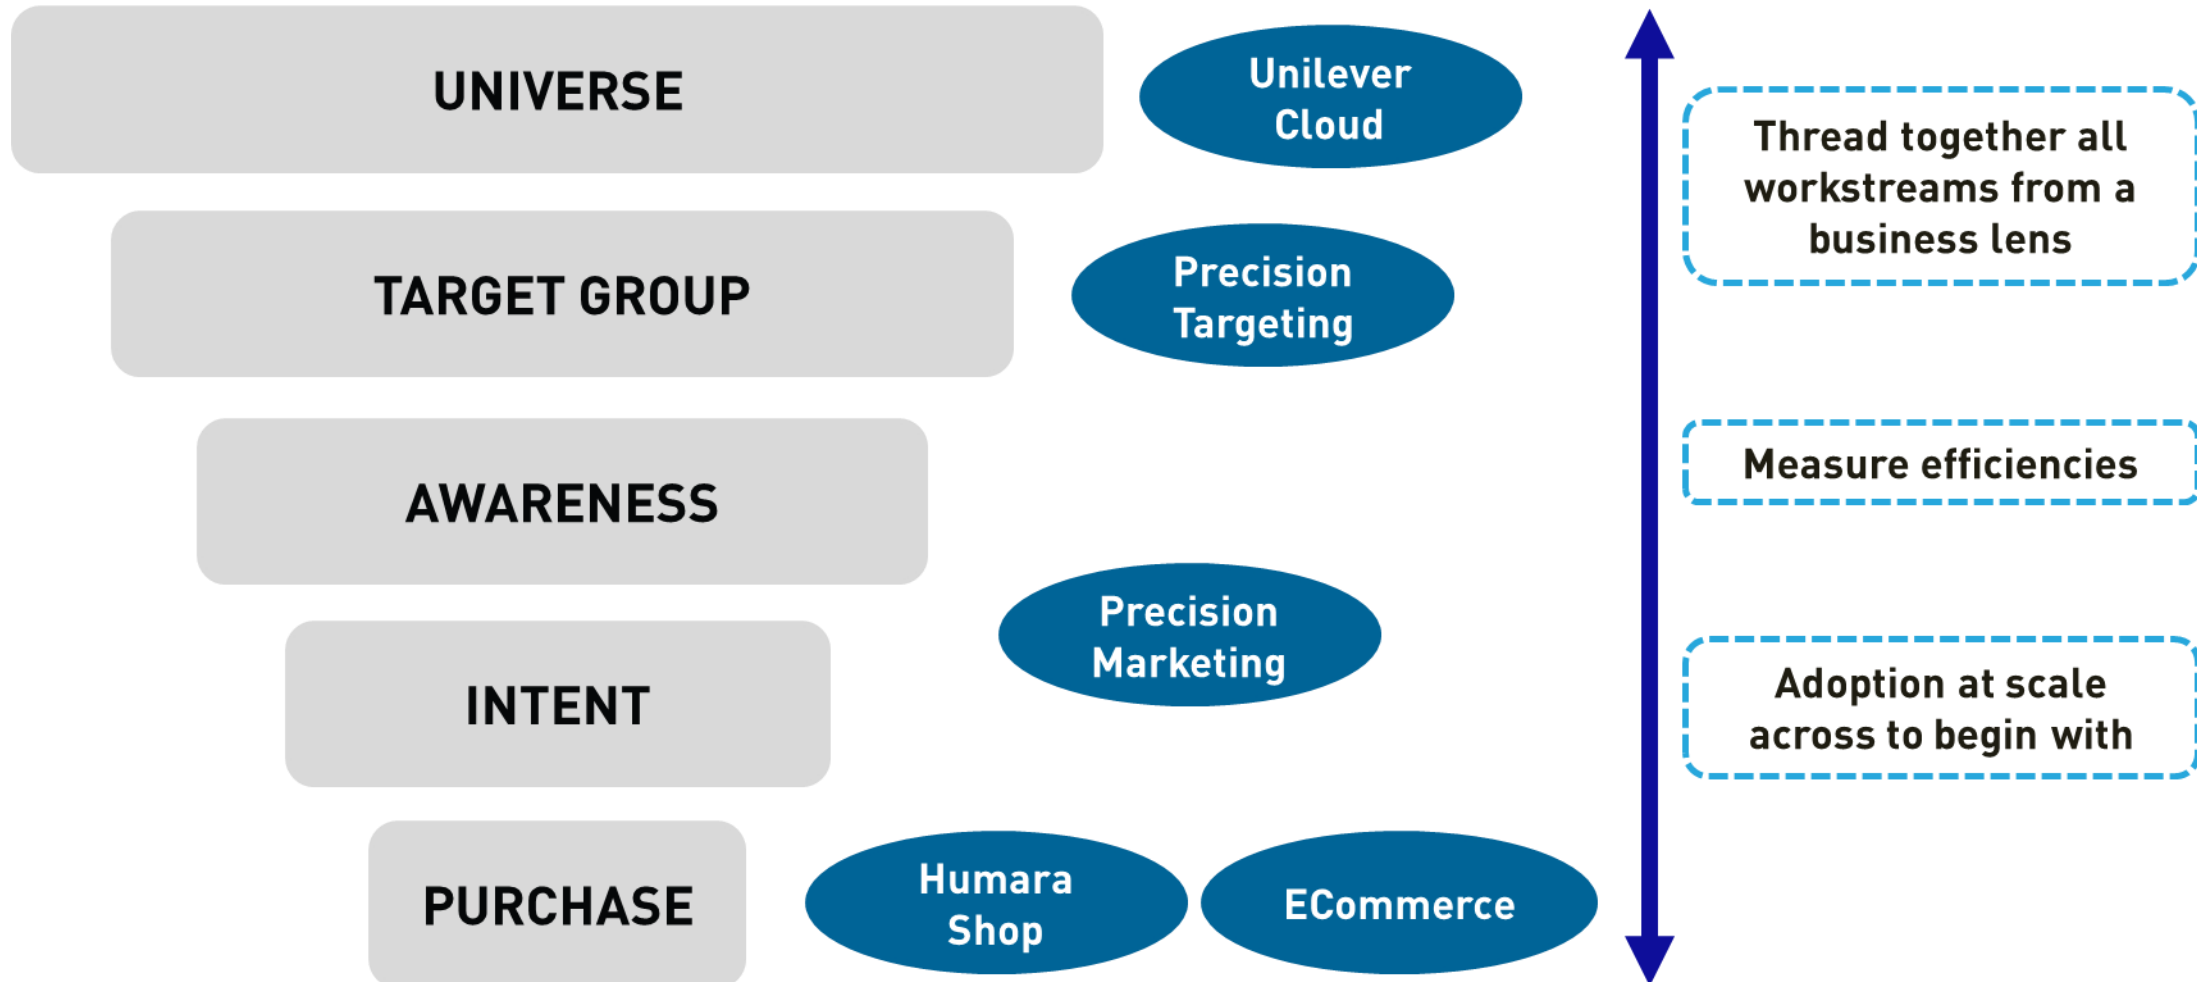 UNIVERSE
Unilever
Cloud
Thread together all
workstreams from a
business lens
TARGET GROUP
Precision
Targeting
AWARENESS
Measure efficiencies
Precision
Marketing
INTENT
Adoption at scale
across to begin with
PURCHASE
Humara
Shop
ECommerce